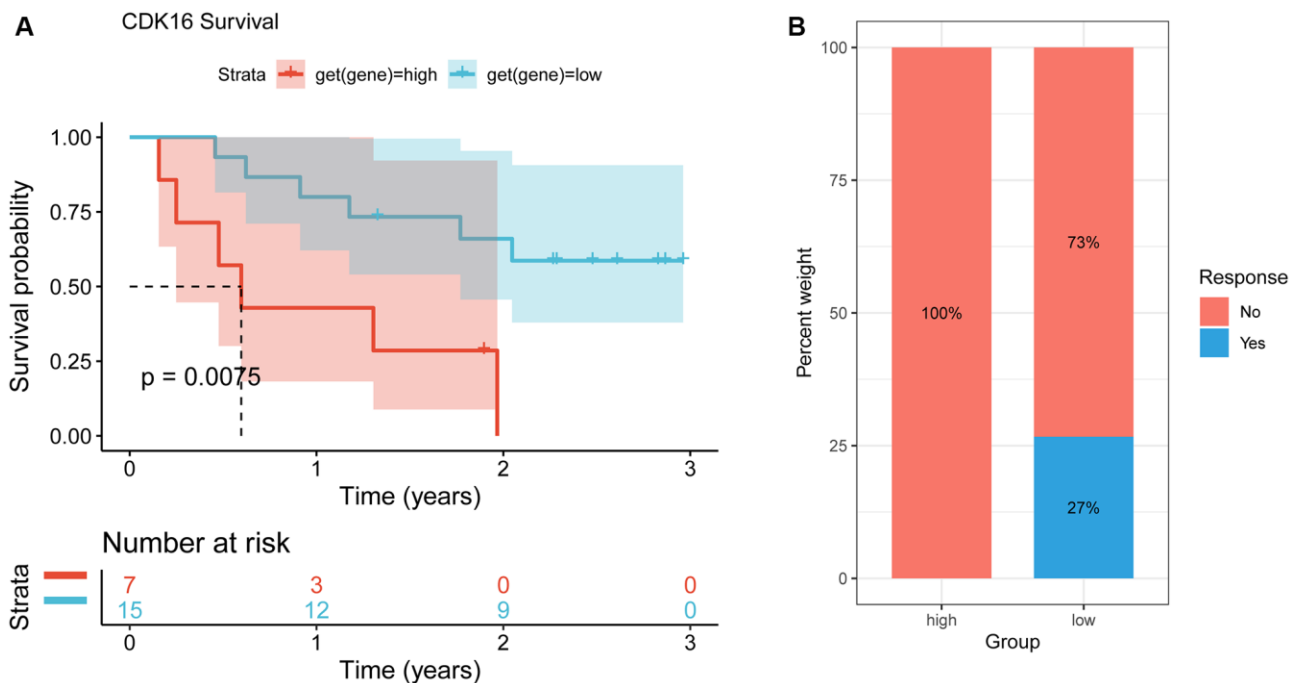 A
CDK16 Survival
Strata get(gene)=high get(gene)=low
Survival probability
1.00
0.75
0.50
0.25
0.00
p = 0.0075
0 1 2 3
Time (years)
Number at risk
Strata
7 3 0 0
15 12 9 0
0 1 2 3
Time (years)
B
Percent weight
100
75
50
25
0
100%
73%
27%
high low
Group
Response
No
Yes